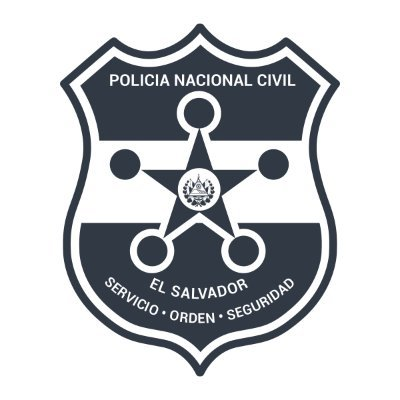 POLICIA NACIONAL CIVIL
EL SALVADOR
SERVICIO • ORDEN • SEGURIDAD